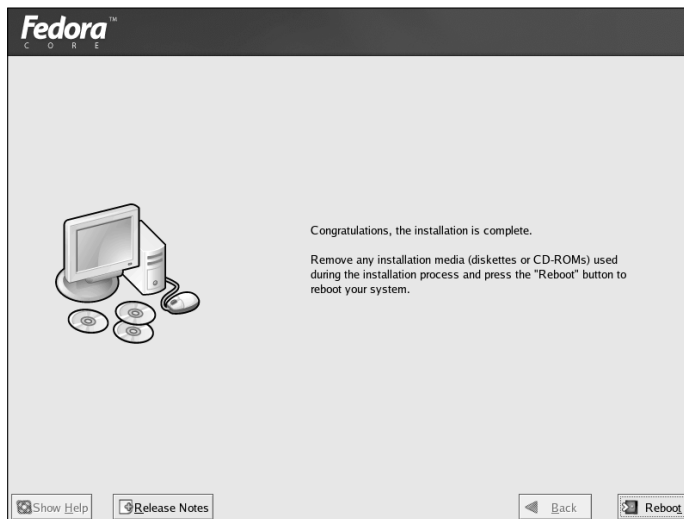 Fedora™
CORE
Congratulations, the installation is complete.
Remove any installation media (diskettes or CD-ROMs) used
during the installation process and press the "Reboot" button to
reboot your system.
Show Help
Release Notes
Back
Reboot